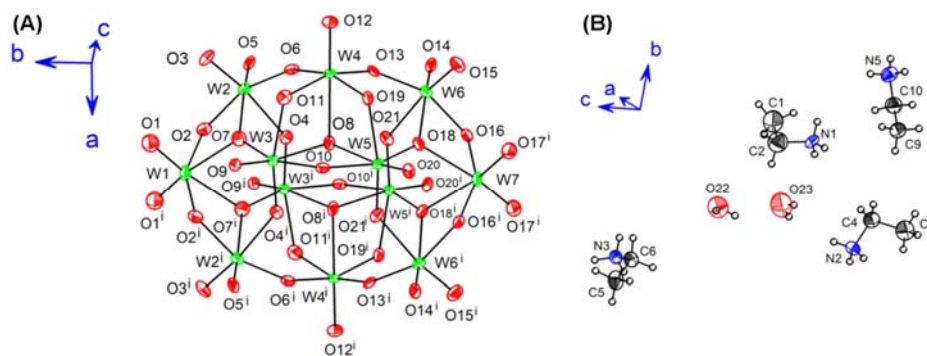 (A)
c
b
a
O3 O5 O6 O12 W4 O13 O14 O15
W2 O11 O19 W6
O1 O2 O7 O4 O8 O21 O18 O16
W3 W5 O17ⁱ
W1 O9 O10 O20 W7
O9ⁱ W3ⁱ O10ⁱ W5ⁱ O20ⁱ
O1ⁱ O2ⁱ O7ⁱ O4ⁱ O8ⁱ O21ⁱ O18ⁱ O16ⁱ O17ⁱ
O11ⁱ O19ⁱ
W2ⁱ W6ⁱ
O3ⁱ O5ⁱ O6ⁱ W4ⁱ O13ⁱ O14ⁱ O15ⁱ
O12ⁱ
(B)
b
a
c
N5
C10
C9
C1
C2 N1
O22 O23
C4
N2
N3 C6
C5